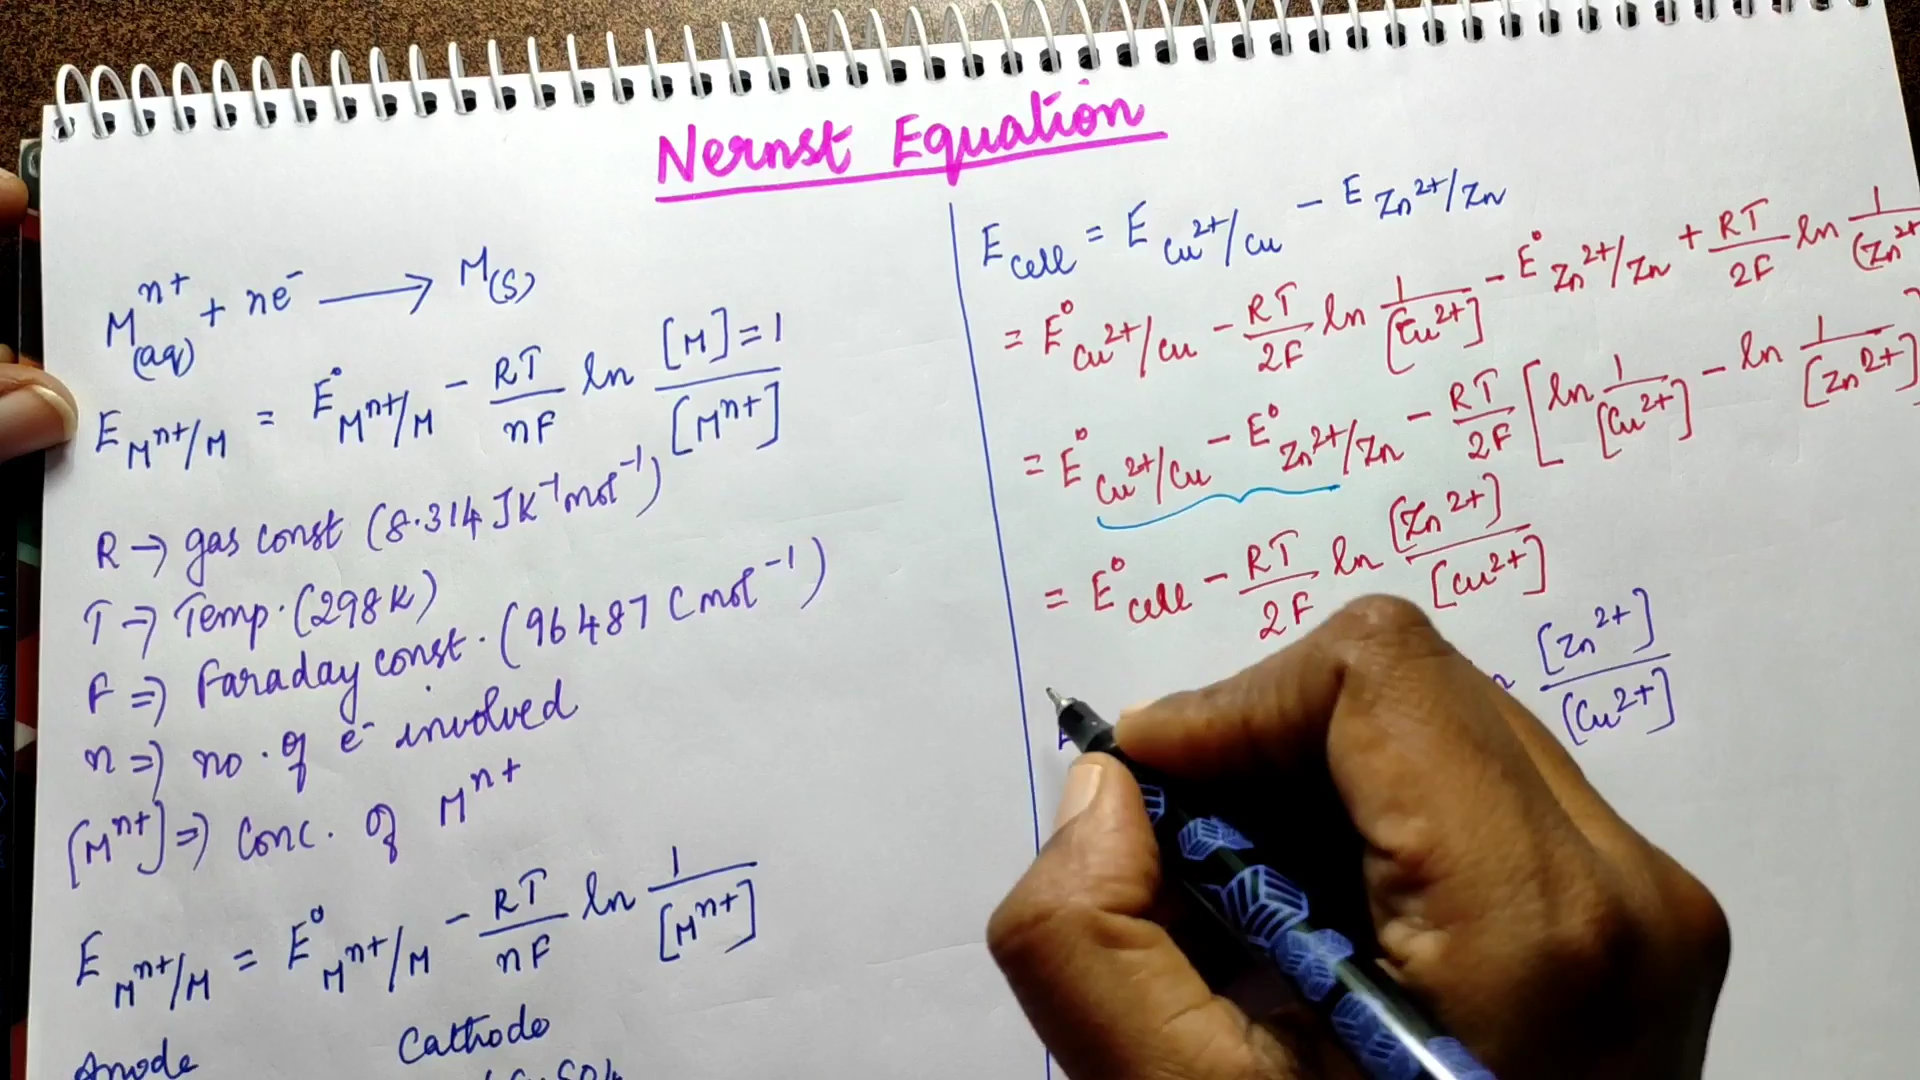 Nernst Equation
Mⁿ⁺(aq) + ne⁻ ⟶ M(s)
E Mⁿ⁺/M = E° Mⁿ⁺/M - RT/nF ln [M]=1/[Mⁿ⁺]
R → gas const (8.314 JK⁻¹mol⁻¹)
T → Temp. (298K)
F ⇒ Faraday const. (96487 C mol⁻¹)
n ⇒ no. of e⁻ involved
[Mⁿ⁺] ⇒ Conc. of Mⁿ⁺
E Mⁿ⁺/M = E° Mⁿ⁺/M - RT/nF ln 1/[Mⁿ⁺]
Anode Cathode
E cell = E Cu²⁺/Cu - E Zn²⁺/Zn
= E° Cu²⁺/Cu - RT/2F ln 1/[Cu²⁺] - E° Zn²⁺/Zn + RT/2F ln 1/[Zn²⁺
= E° Cu²⁺/Cu - E° Zn²⁺/Zn - RT/2F [ln 1/[Cu²⁺] - ln 1/[Zn²⁺]
= E° cell - RT/2F ln [Zn²⁺]/[Cu²⁺]
[Zn²⁺]/[Cu²⁺]